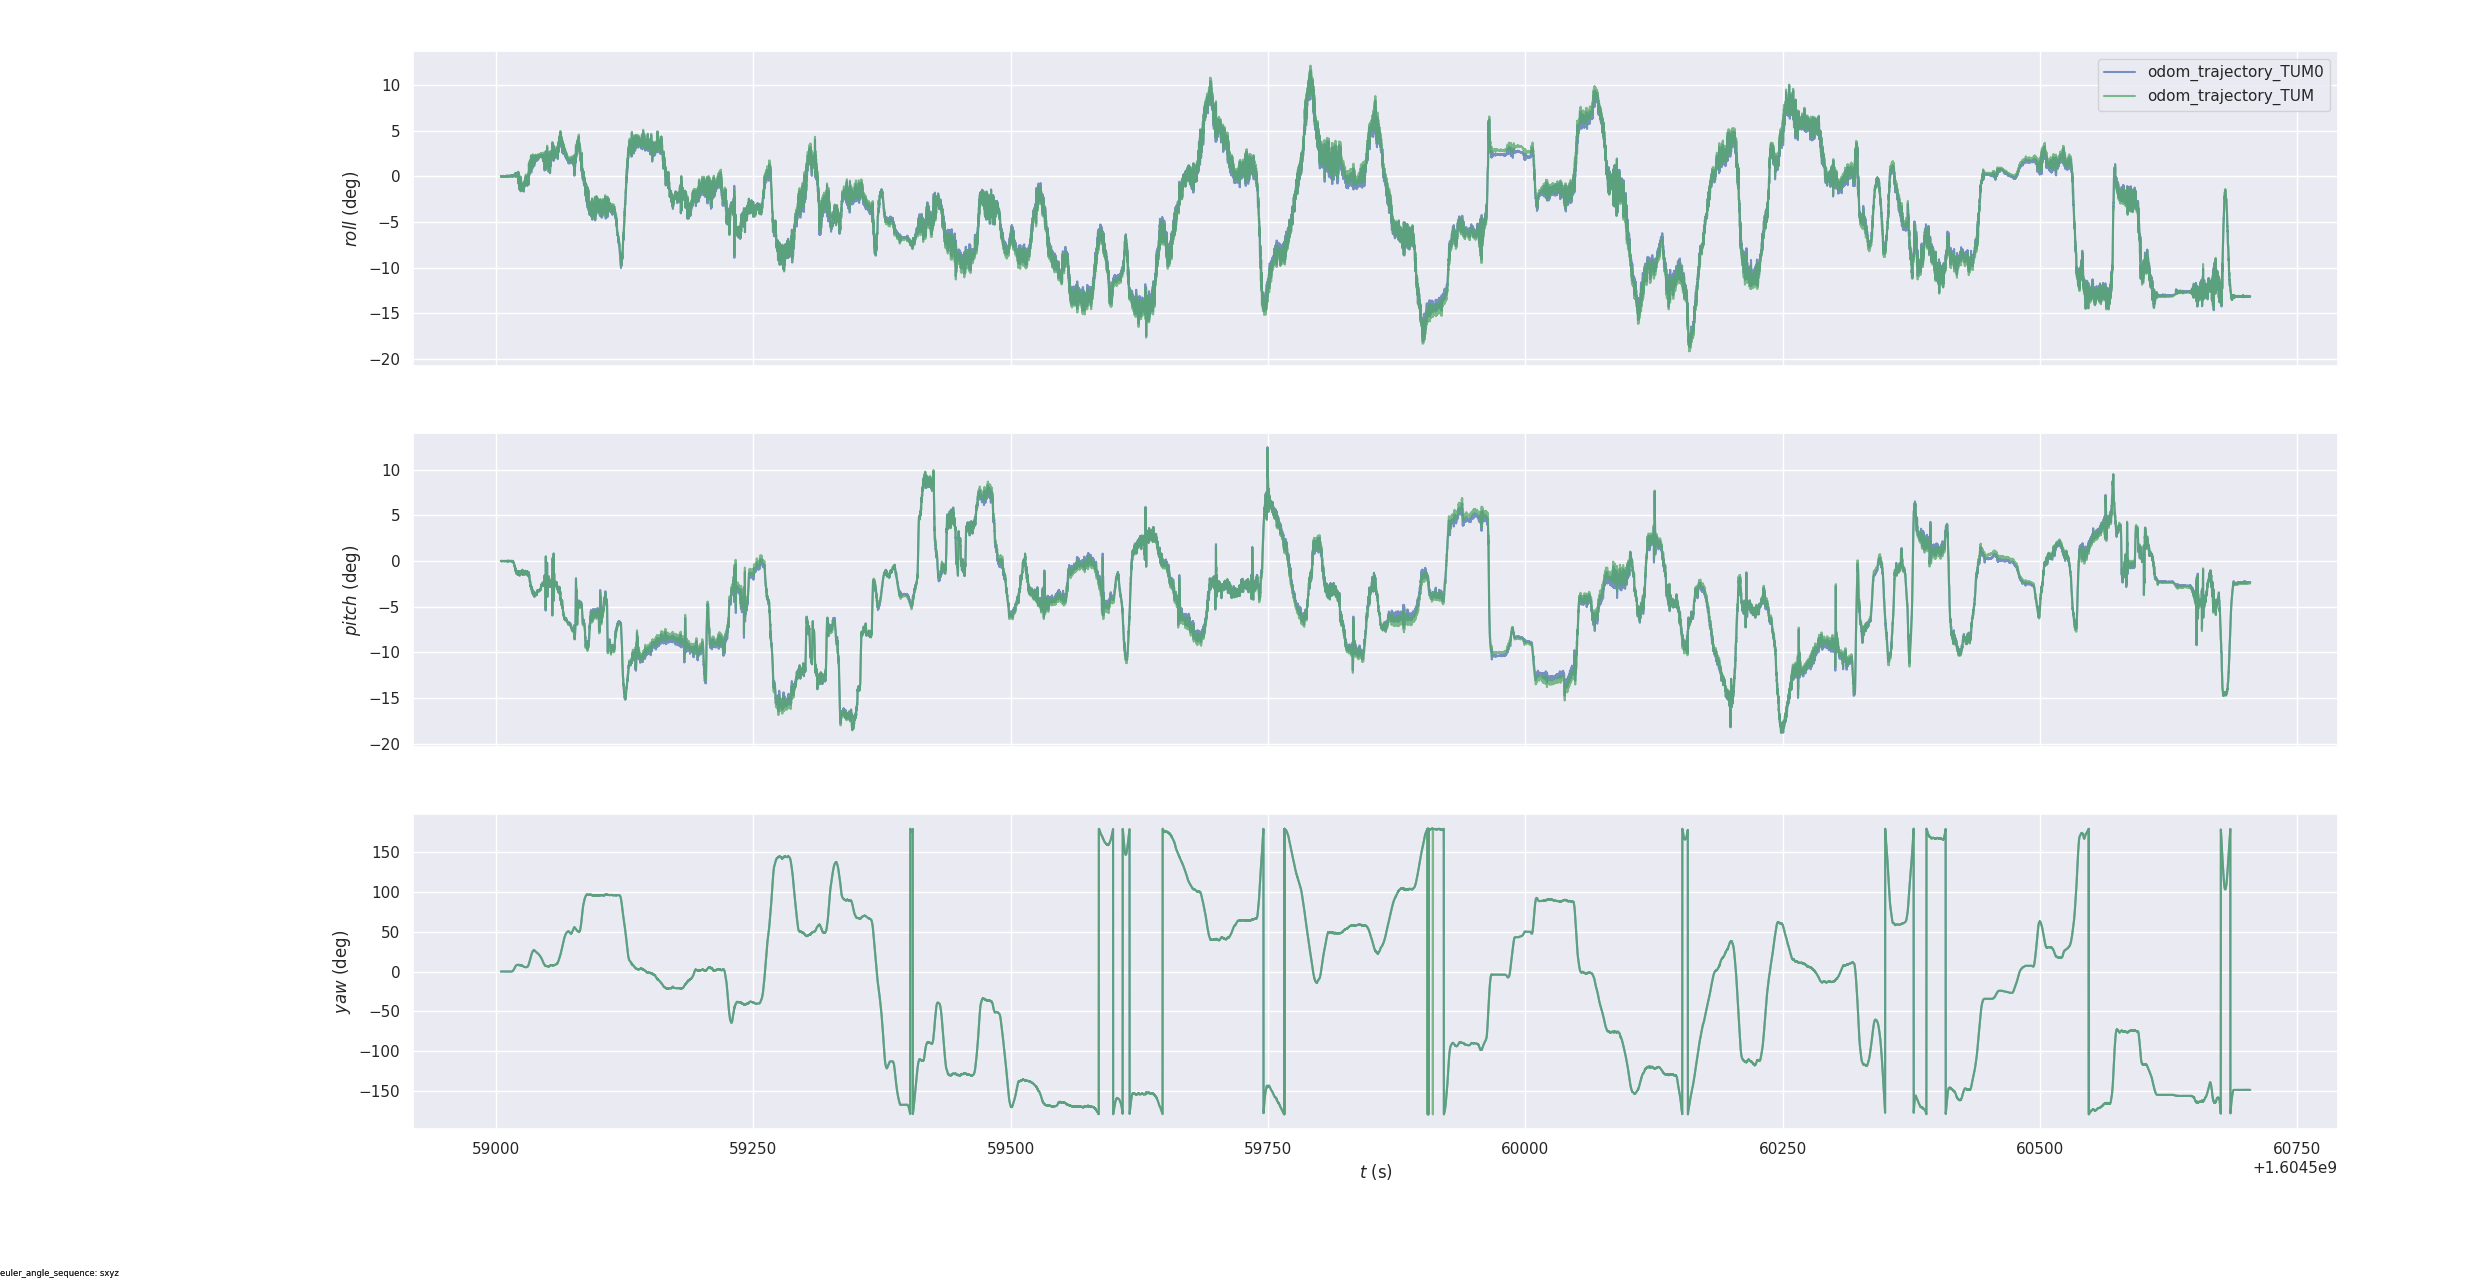 odom_trajectory_TUM0
odom_trajectory_TUM
roll (deg)
10
5
0
−5
−10
−15
−20
pitch (deg)
10
5
0
−5
−10
−15
−20
yaw (deg)
150
100
50
0
−50
−100
−150
59000 59250 59500 59750 60000 60250 60500 60750
t (s)
+1.6045e9
euler_angle_sequence: sxyz